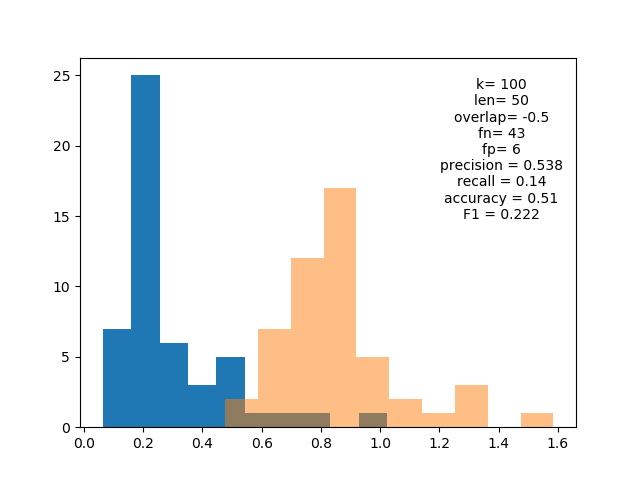 25
20
15
10
5
0
k= 100
len= 50
overlap= -0.5
fn= 43
fp= 6
precision = 0.538
recall = 0.14
accuracy = 0.51
F1 = 0.222
0.0 0.2 0.4 0.6 0.8 1.0 1.2 1.4 1.6